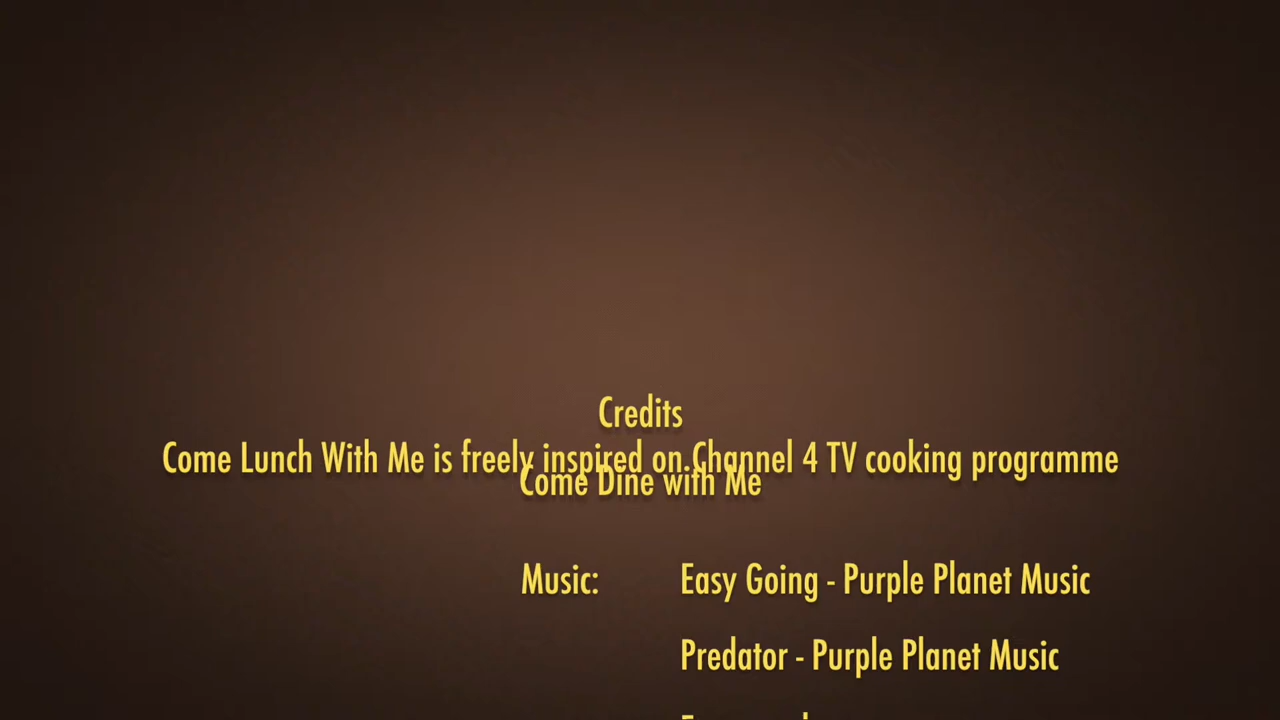 Credits
Come Lunch With Me is freely inspired on Channel 4 TV cooking programme
Come Dine with Me
Music: Easy Going - Purple Planet Music
Predator - Purple Planet Music